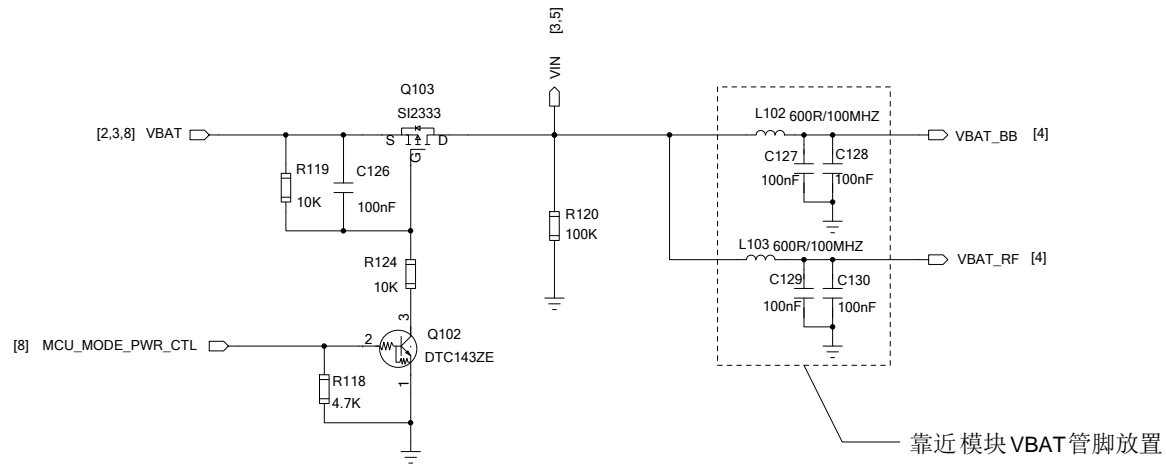 [3,5]
VIN
Q103
SI2333
[2,3,8] VBAT
S
G
D
R119
10K
C126
100nF
R124
10K
R120
100K
L102 600R/100MHZ
C127
100nF
C128
100nF
VBAT_BB [4]
L103 600R/100MHZ
C129
100nF
C130
100nF
VBAT_RF [4]
[8] MCU_MODE_PWR_CTL
2
3
1
Q102
DTC143ZE
R118
4.7K
靠近模块VBAT管脚放置